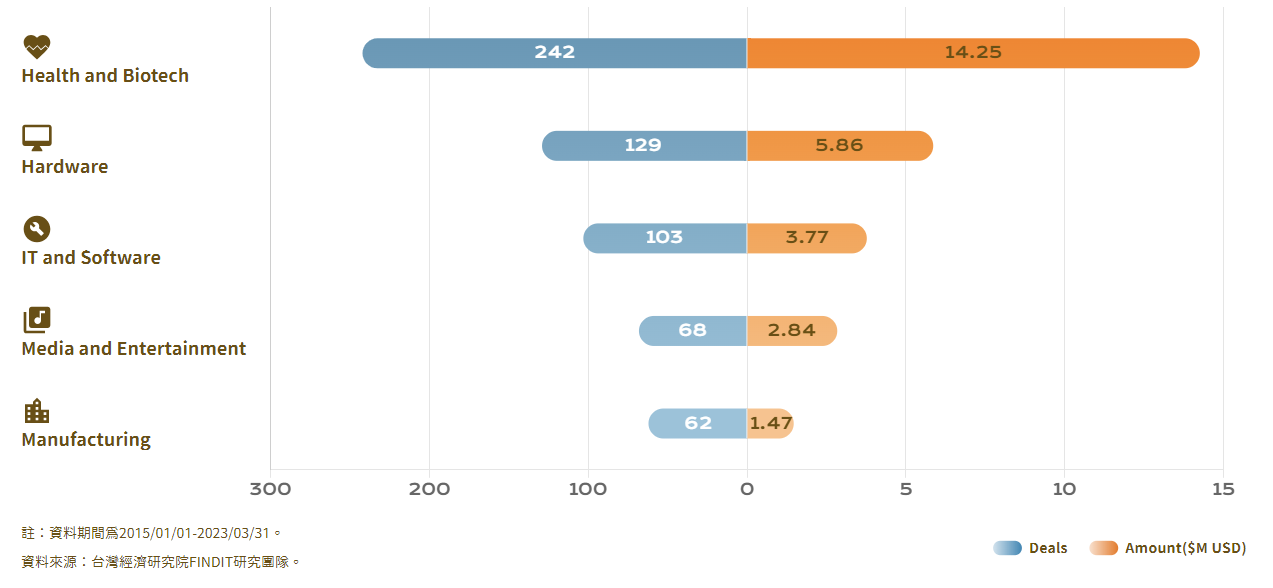 Health and Biotech
242
14.25
Hardware
129
5.86
IT and Software
103
3.77
Media and Entertainment
68
2.84
Manufacturing
62
1.47
300 200 100 0 5 10 15
註：資料期間為2015/01/01-2023/03/31。
資料來源：台灣經濟研究院FINDIT研究團隊。
Deals Amount($M USD)